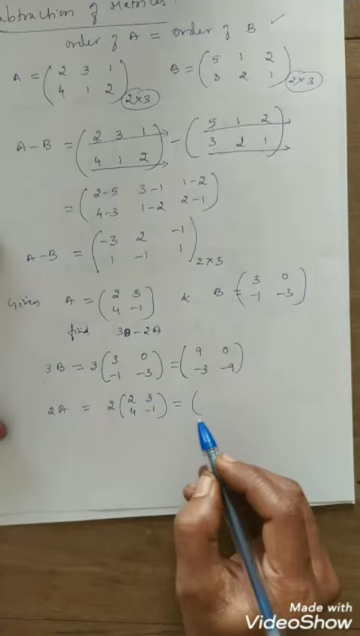 Subtraction of Matrices
order of A = order of B ✓
A = ( 2 3 1 B = ( 5 1 2
4 1 2 ) 2×3 3 2 1 ) 2×3
A-B = ( 2 3 1 - ( 5 1 2
4 1 2 ) 3 2 1 )
= ( 2-5 3-1 1-2
4-3 1-2 2-1 )
A-B = ( -3 2 -1
1 -1 1 ) 2×3
Given A = ( 2 3 & B = ( 3 0
4 -1 ) -1 -3 )
find 3B-2A
3B = 3 ( 3 0 = ( 9 0
-1 -3 ) -3 -9 )
2A = 2 ( 2 3 = (
4 -1 )
Made with
VideoShow